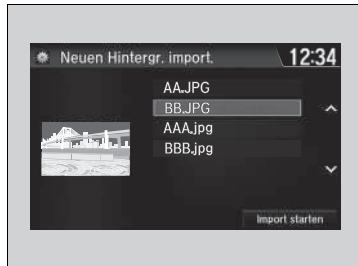 Neuen Hintergr. import.
12:34
AA.JPG
BB.JPG
AAA.jpg
BBB.jpg
Import starten